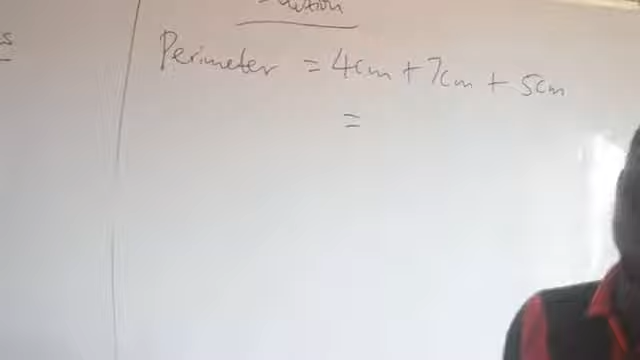 Perimeter = 4cm + 7cm + 5cm
=